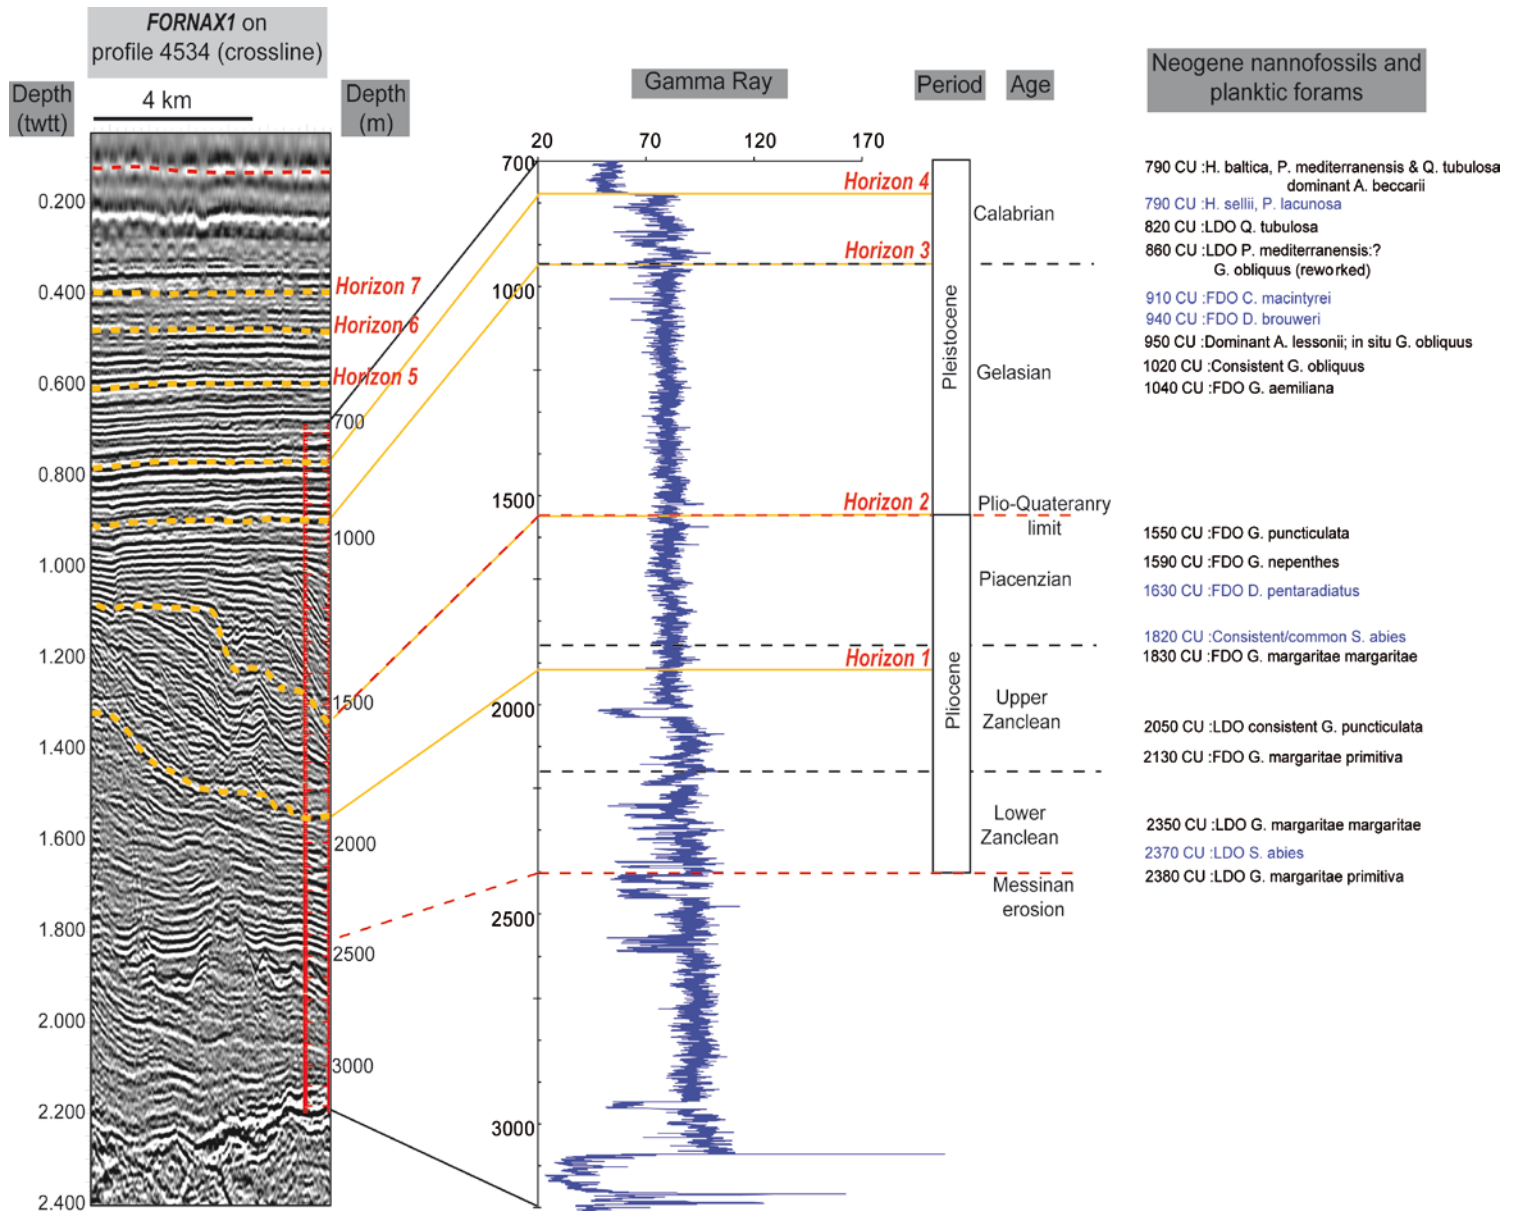 FORNAX1 on
profile 4534 (crossline)
Depth
(twtt)
4 km
Depth
(m)
0.200
0.400
0.600
0.800
1.000
1.200
1.400
1.600
1.800
2.000
2.200
2.400
Horizon 7
Horizon 6
Horizon 5
700
1000
1500
2000
2500
3000
Gamma Ray
20
70
120
170
700
1000
1500
2000
2500
3000
Horizon 4
Horizon 3
Horizon 2
Horizon 1
Period
Pleistocene
Pliocene
Age
Calabrian
Gelasian
Plio-Quateranry
limit
Piacenzian
Upper
Zanclean
Lower
Zanclean
Messinan
erosion
Neogene nannofossils and
planktic forams
790 CU :H. baltica, P. mediterranensis & Q. tubulosa
dominant A. beccarii
790 CU :H. sellii, P. lacunosa
820 CU :LDO Q. tubulosa
860 CU :LDO P. mediterranensis:?
G. obliquus (reworked)
910 CU :FDO C. macintyrei
940 CU :FDO D. brouweri
950 CU :Dominant A. lessonii; in situ G. obliquus
1020 CU :Consistent G. obliquus
1040 CU :FDO G. aemiliana
1550 CU :FDO G. puncticulata
1590 CU :FDO G. nepenthes
1630 CU :FDO D. pentaradiatus
1820 CU :Consistent/common S. abies
1830 CU :FDO G. margaritae margaritae
2050 CU :LDO consistent G. puncticulata
2130 CU :FDO G. margaritae primitiva
2350 CU :LDO G. margaritae margaritae
2370 CU :LDO S. abies
2380 CU :LDO G. margaritae primitiva